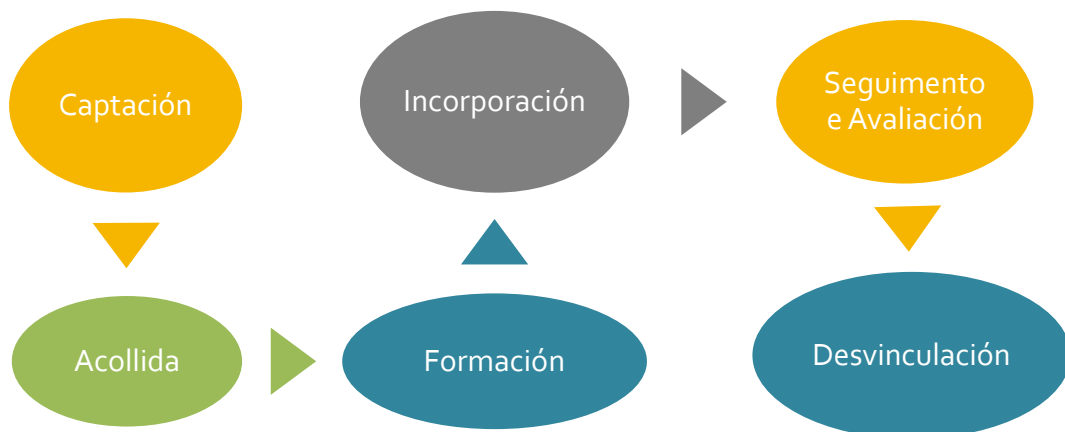 Captación
Acollida
Formación
Incorporación
Seguimento
e Avaliación
Desvinculación